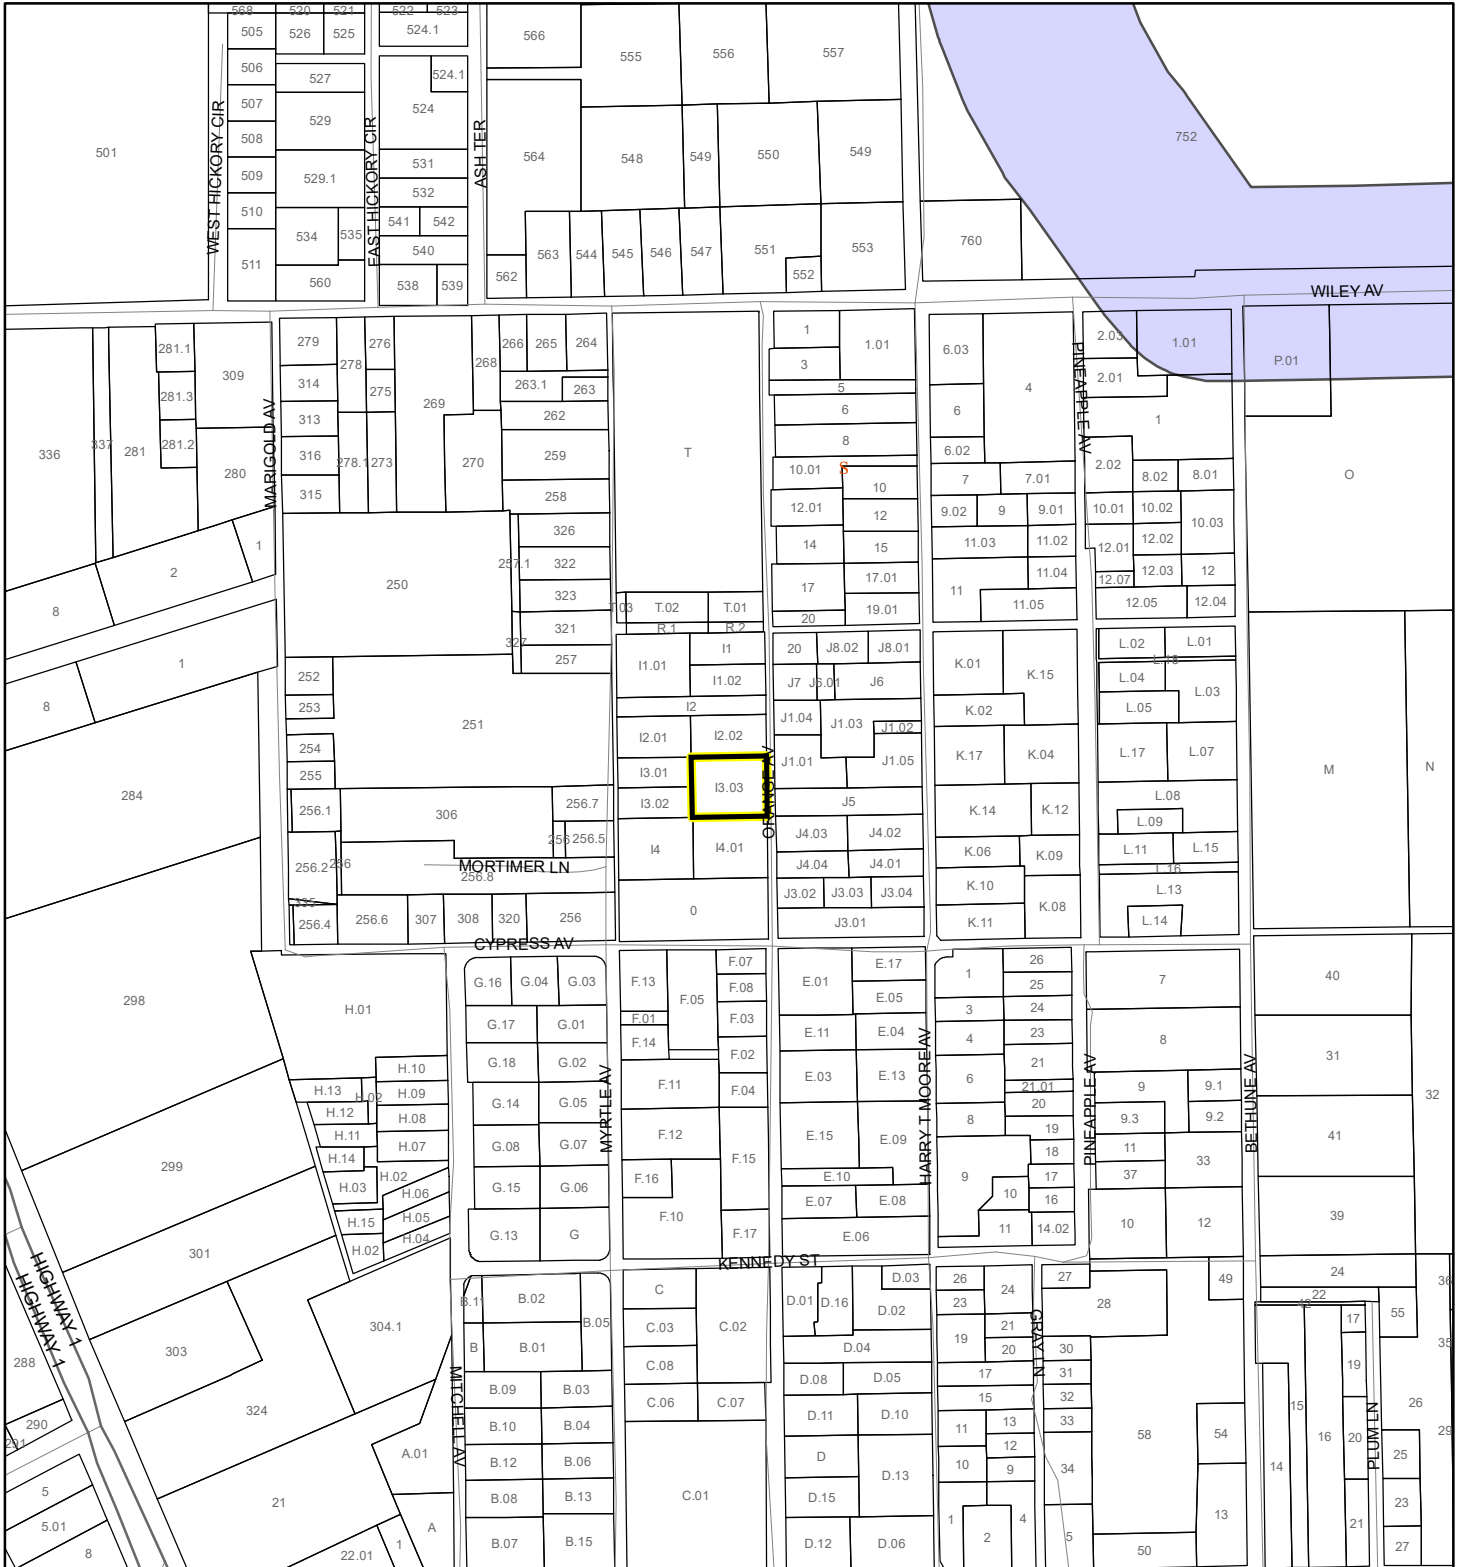 568 520 521 522 523
505 526 525 524.1 566 555 556 557
506 527 524.1
507 529 524
508
501 509 529.1 531 564 548 549 550 549 752
510 532
534 535 541 542
511 540 563 544 545 546 547 551 553 760
560 538 539 562 552
WEST HICKORY CIR
EAST HICKORY CIR
ASH TER
WILEY AV
281.1 309 279 278 276 268 266 265 264 1 1.01 6.03 2.03 1.01 P.01
314 275 263.1 263 3 4 2.01
281.3 269 5
336 337 281 281.2 280 313 262 6 6 1
316 278.1 273 270 259 T 8 6.02 2.02 O
315 258 10.01 S 10 7 7.01 8.02 8.01
MARIGOLD AV
PINEAPPLE AV
1 326 12.01 12 9.02 9 9.01 10.01 10.02 10.03
2 250 257.1 322 14 15 11.03 11.02 12.01 12.02
8 323 17 17.01 11 11.04 12.07 12.03 12
T.03 T.02 T.01 19.01 11.05 12.05 12.04
327 321 R.1 R.2 20
1 257 I1.01 I1 20 J8.02 J8.01 K.01 K.15 L.02 L.01
252 I1.02 J7 J6.01 J6 L.18 L.04 L.03
8 253 251 I2 J1.04 J1.03 J1.02 K.02 L.05
254 I2.01 I2.02 K.17 K.04 L.17 L.07 M N
284 255 I3.01 I3.03 J1.01 J1.05
ORANGE AV
256.1 306 256.7 I3.02 J5 K.14 K.12 L.08
256 256.5 J4.03 J4.02 L.09
256.2 256 I4 I4.01 J4.04 J4.01 K.06 K.09 L.11 L.15
MORTIMER LN
256.8 L.16
335 J3.02 J3.03 J3.04 K.10 K.08 L.13
256.4 256.6 307 308 320 256 0 J3.01 K.11 L.14
CYPRESS AV
298 H.01 G.16 G.04 G.03 F.13 F.05 F.07 E.01 E.17 1 26 7 40
F.08 E.05 25
G.17 G.01 F.01 F.03 E.11 E.04 3 24
F.14 4 23 8 31
G.18 G.02 F.02 21
H.10 E.03 E.13 6
H.13 H.02 H.09 G.14 G.05 F.11 F.04 21.01 9 9.1 32
H.12 H.08 20
H.11 H.07 G.08 G.07 F.12 E.15 E.09 8 19 9.3 9.2 41
299 H.14 F.15 18 11
H.03 H.02 G.15 G.06 F.16 E.10 9 17 37 33
H.06 E.07 E.08 10 16
H.15 H.05 F.10 10 12 39
301 H.02 H.04 G.13 G F.17 E.06 11 14.02
MYRTLE AV
HARRY T MOORE AV
PINEAPPLE AV
BETHUNE AV
KENNEDY ST
HIGHWAY 1
HIGHWAY 1
B.11 B.02 B.05 C D.01 D.16 D.03 26 24 27 28 49 24 36
D.02 23 22 42 55
304.1 C.03 C.02 19 21 17
303 B B.01 D.04 20 30 35
288 C.08 19
B.09 B.03 D.08 D.05 17 31
MITCHELL AV
GRAY LN
PLUM LN
290 324 C.06 C.07 15 32 15 26
B.10 B.04 D.11 D.10 11 13 33 58 54 16 20 29
291 A.01 12
B.12 B.06 D D.13 10 9 34 14 25
5 21 B.08 B.13 C.01 D.15 23
5.01 A 1 2 4 5 13 21
8 22.01 1 B.07 B.15 D.12 D.06 50 27